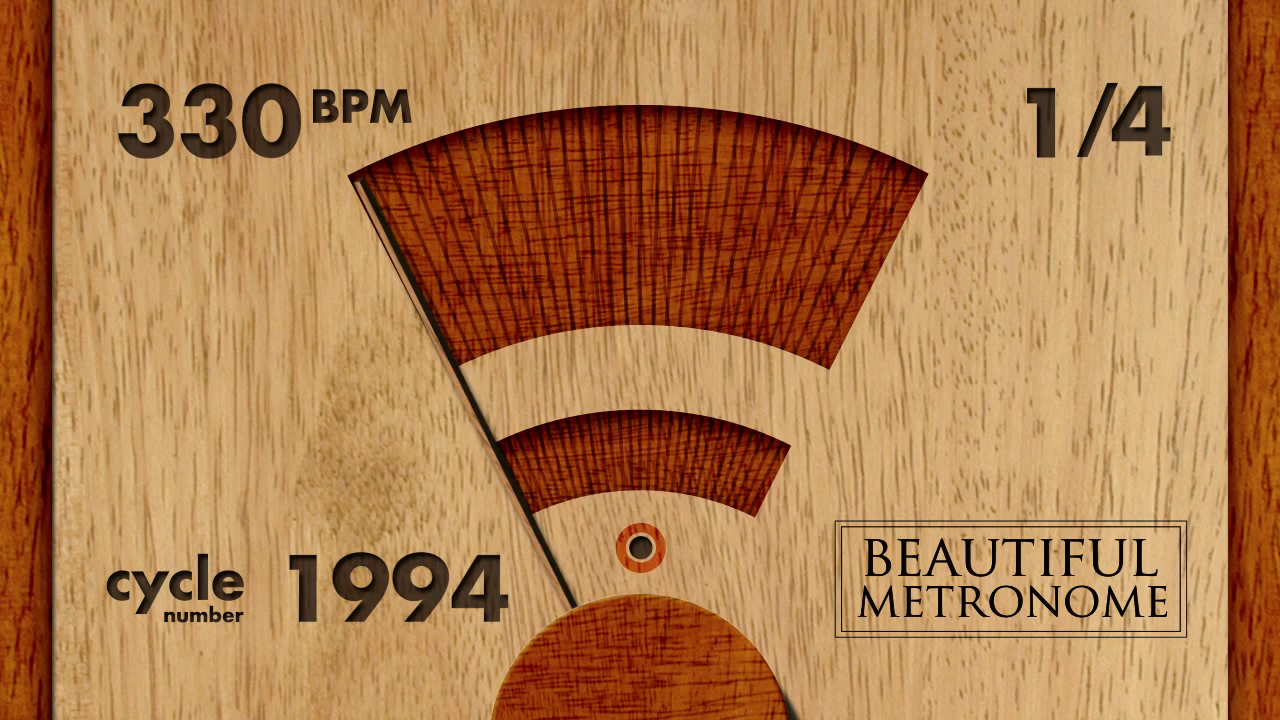 330 BPM
1/4
cycle
number
1994
BEAUTIFUL
METRONOME